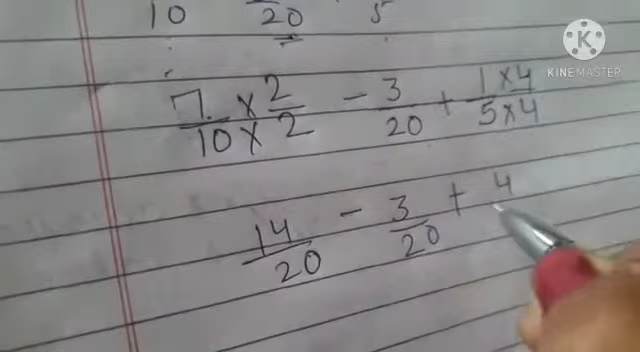 10 20 5
7 × 2 / 10 × 2 - 3/20 + 1 × 4 / 5 × 4
14/20 - 3/20 + 4
KINEMASTER